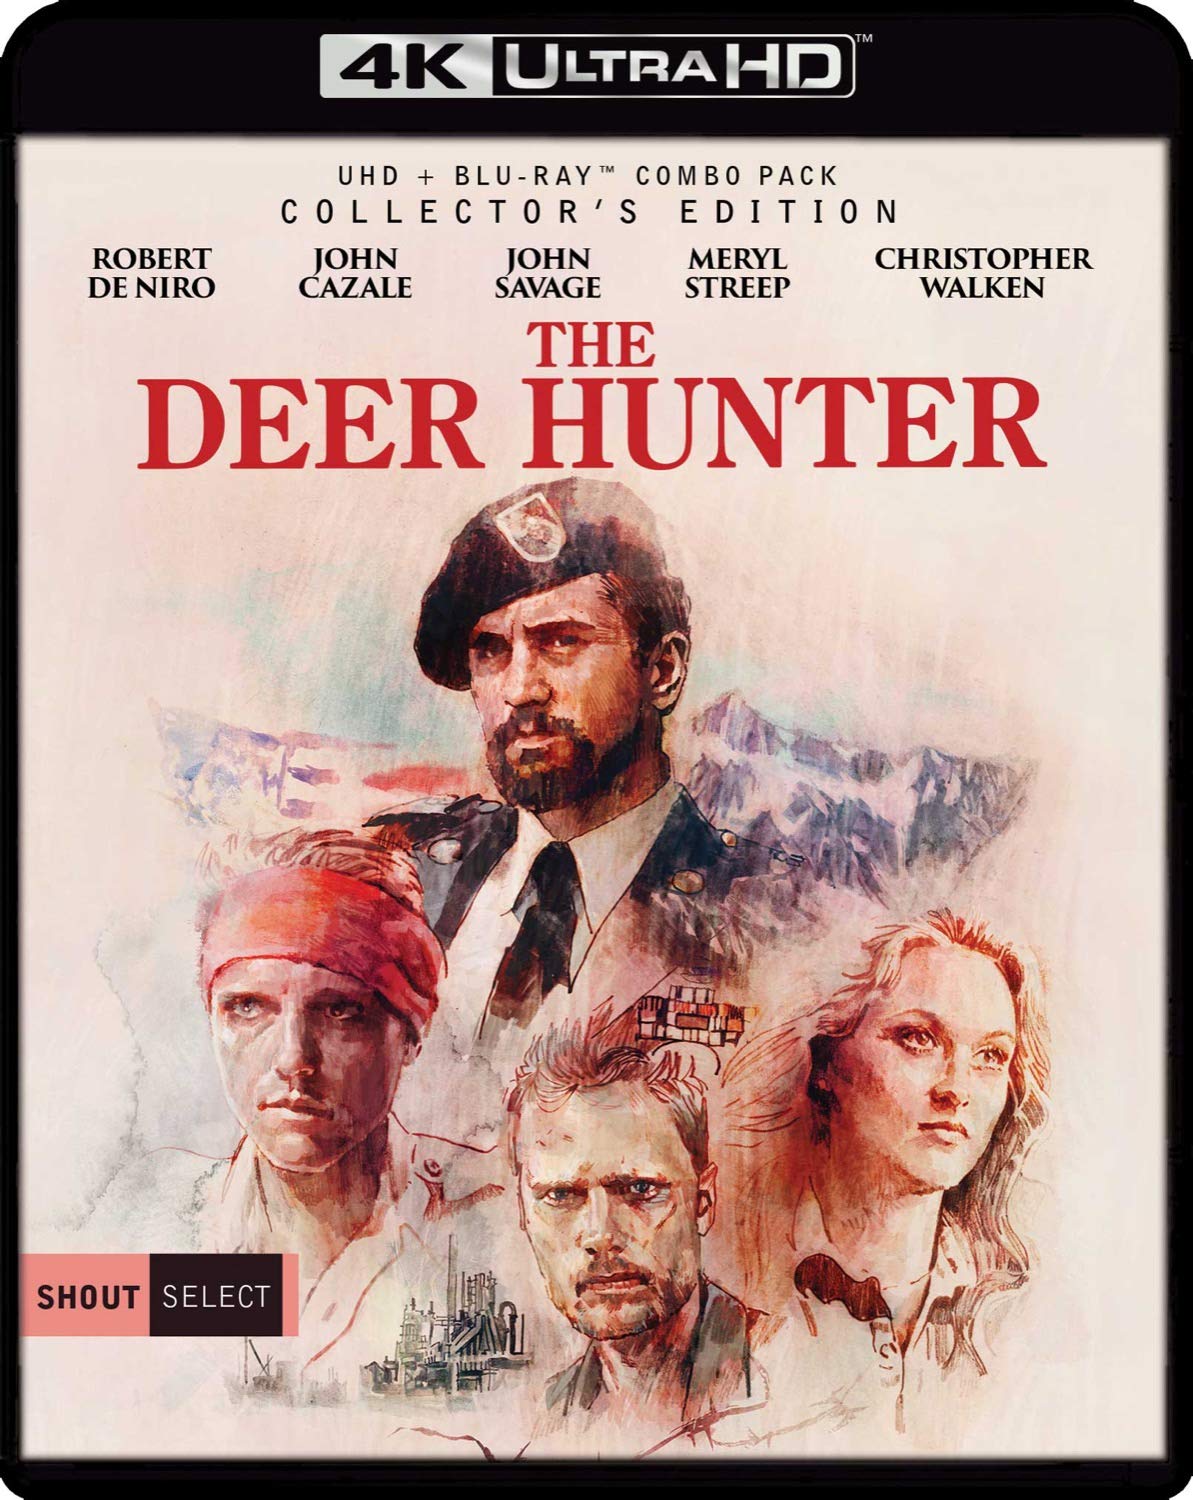 4K ULTRA HD™
UHD + BLU-RAY™ COMBO PACK
COLLECTOR'S EDITION
ROBERT DE NIRO
JOHN CAZALE
JOHN SAVAGE
MERYL STREEP
CHRISTOPHER WALKEN
THE
DEER HUNTER
SHOUT SELECT